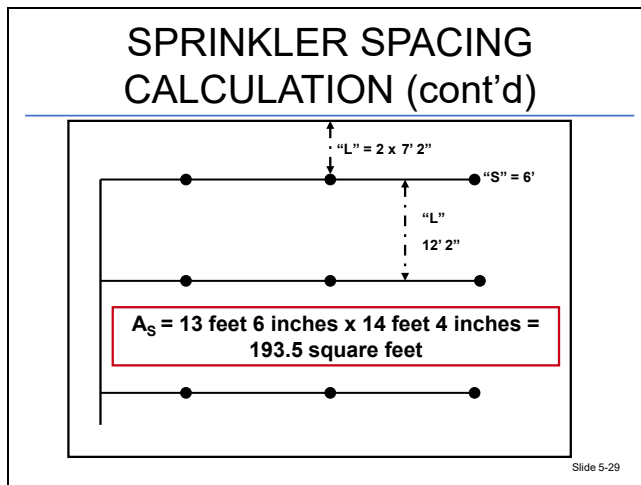 SPRINKLER SPACING
CALCULATION (cont’d)
“L” = 2 x 7’ 2”
“S” = 6’
“L”
12’ 2”
A_S = 13 feet 6 inches x 14 feet 4 inches =
193.5 square feet
Slide 5-29